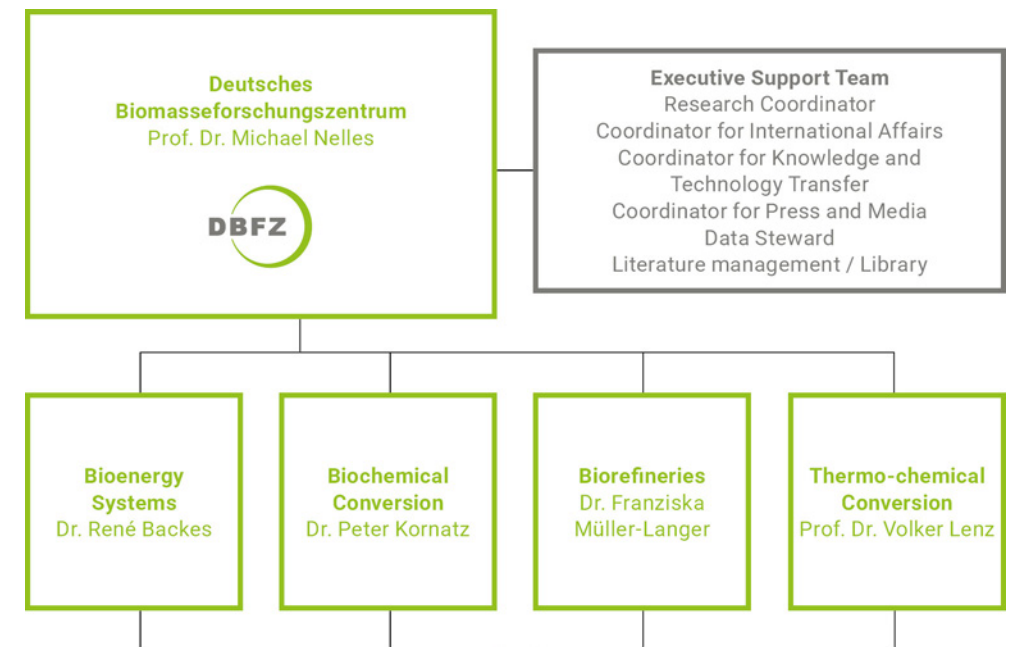 Deutsches
Biomasseforschungszentrum
Prof. Dr. Michael Nelles
DBFZ
Executive Support Team
Research Coordinator
Coordinator for International Affairs
Coordinator for Knowledge and
Technology Transfer
Coordinator for Press and Media
Data Steward
Literature management / Library
Bioenergy
Systems
Dr. René Backes
Biochemical
Conversion
Dr. Peter Kornatz
Biorefineries
Dr. Franziska
Müller-Langer
Thermo-chemical
Conversion
Prof. Dr. Volker Lenz